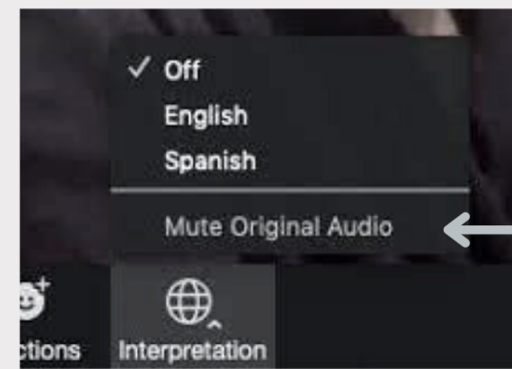 Off
English
Spanish
Mute Original Audio
ctions
Interpretation